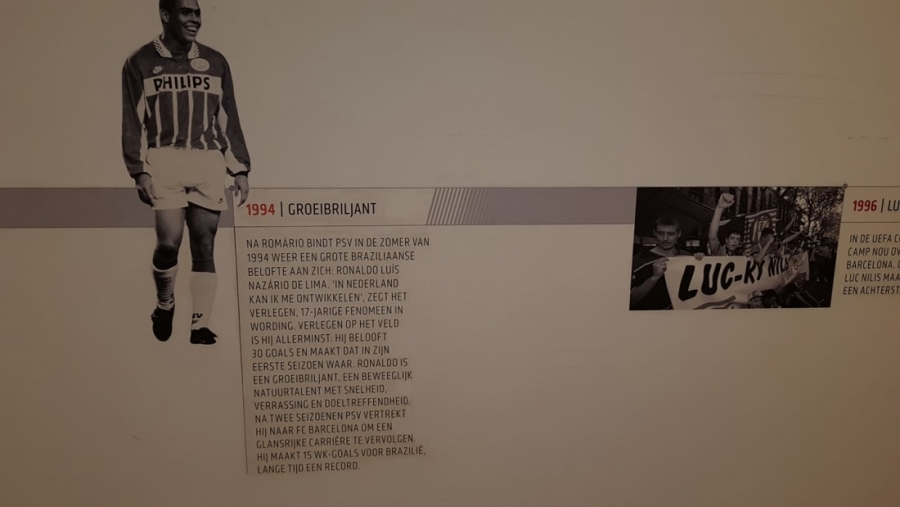 PHILIPS
1994 | GROEIBRILJANT
NA ROMÁRIO BINDT PSV IN DE ZOMER VAN
1994 WEER EEN GROTE BRAZILIAANSE
BELOFTE AAN ZICH: RONALDO LUÍS
NAZÁRIO DE LIMA. 'IN NEDERLAND
KAN IK ME ONTWIKKELEN', ZEGT HET
VERLEGEN, 17-JARIGE FENOMEEN IN
WORDING. VERLEGEN OP HET VELD
IS HIJ ALLERMINST: HIJ BELOOFT
30 GOALS EN MAAKT DAT IN ZIJN
EERSTE SEIZOEN WAAR. RONALDO IS
EEN GROEIBRILJANT, EEN BEWEEGLIJK
NATUURTALENT MET SNELHEID,
VERRASSING EN DOELTREFFENDHEID.
NA TWEE SEIZOENEN PSV VERTREKT
HIJ NAAR FC BARCELONA OM EEN
GLANSRIJKE CARRIÈRE TE VERVOLGEN.
HIJ MAAKT 15 WK-GOALS VOOR BRAZILIË,
LANGE TIJD EEN RECORD.
LUC-KY NILIS
1996 | LU
IN DE UEFA C
CAMP NOU OV
BARCELONA.
LUC NILIS MAA
EEN ACHTERST